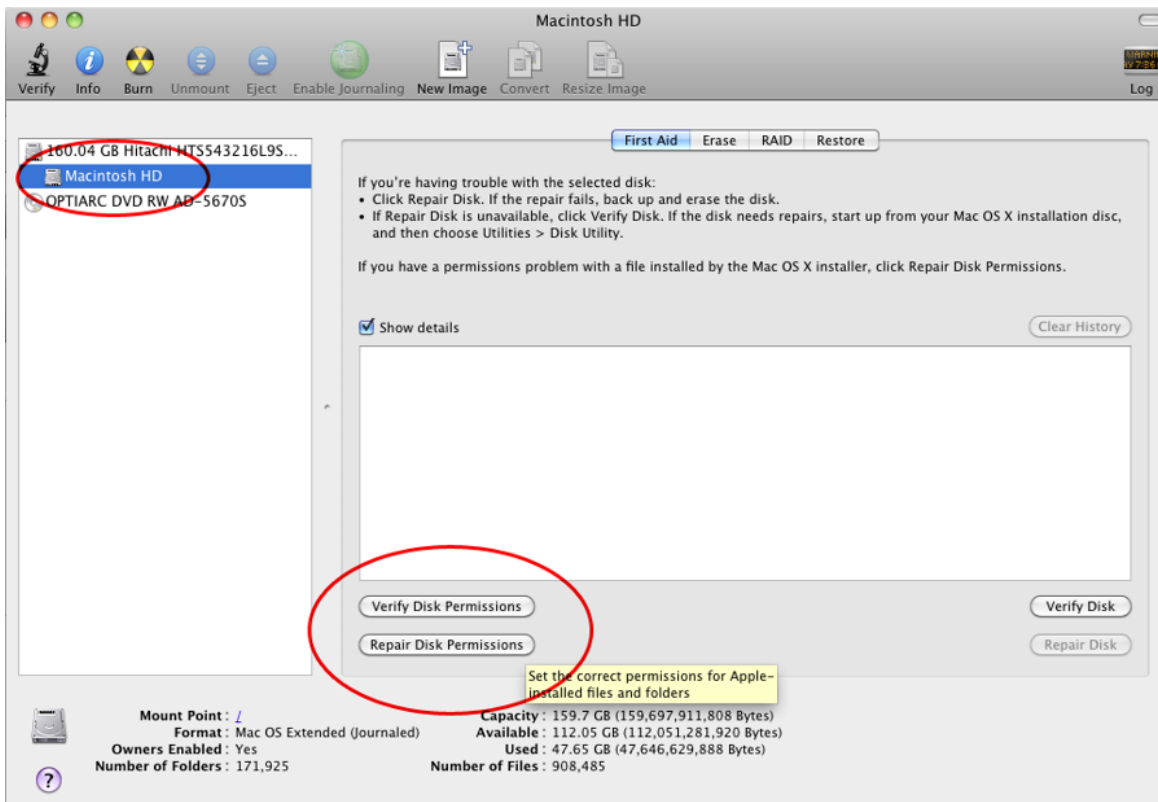 Macintosh HD
Verify Info Burn Unmount Eject Enable Journaling New Image Convert Resize Image Log
160.04 GB Hitachi HTS543216L9S...
Macintosh HD
OPTIARC DVD RW AD-5670S
First Aid Erase RAID Restore
If you're having trouble with the selected disk:
• Click Repair Disk. If the repair fails, back up and erase the disk.
• If Repair Disk is unavailable, click Verify Disk. If the disk needs repairs, start up from your Mac OS X installation disc,
and then choose Utilities > Disk Utility.
If you have a permissions problem with a file installed by the Mac OS X installer, click Repair Disk Permissions.
Show details
Clear History
Verify Disk Permissions
Verify Disk
Repair Disk Permissions
Repair Disk
Set the correct permissions for Apple-
installed files and folders
Mount Point : /
Format : Mac OS Extended (Journaled)
Owners Enabled : Yes
Number of Folders : 171,925
Capacity : 159.7 GB (159,697,911,808 Bytes)
Available : 112.05 GB (112,051,281,920 Bytes)
Used : 47.65 GB (47,646,629,888 Bytes)
Number of Files : 908,485
?